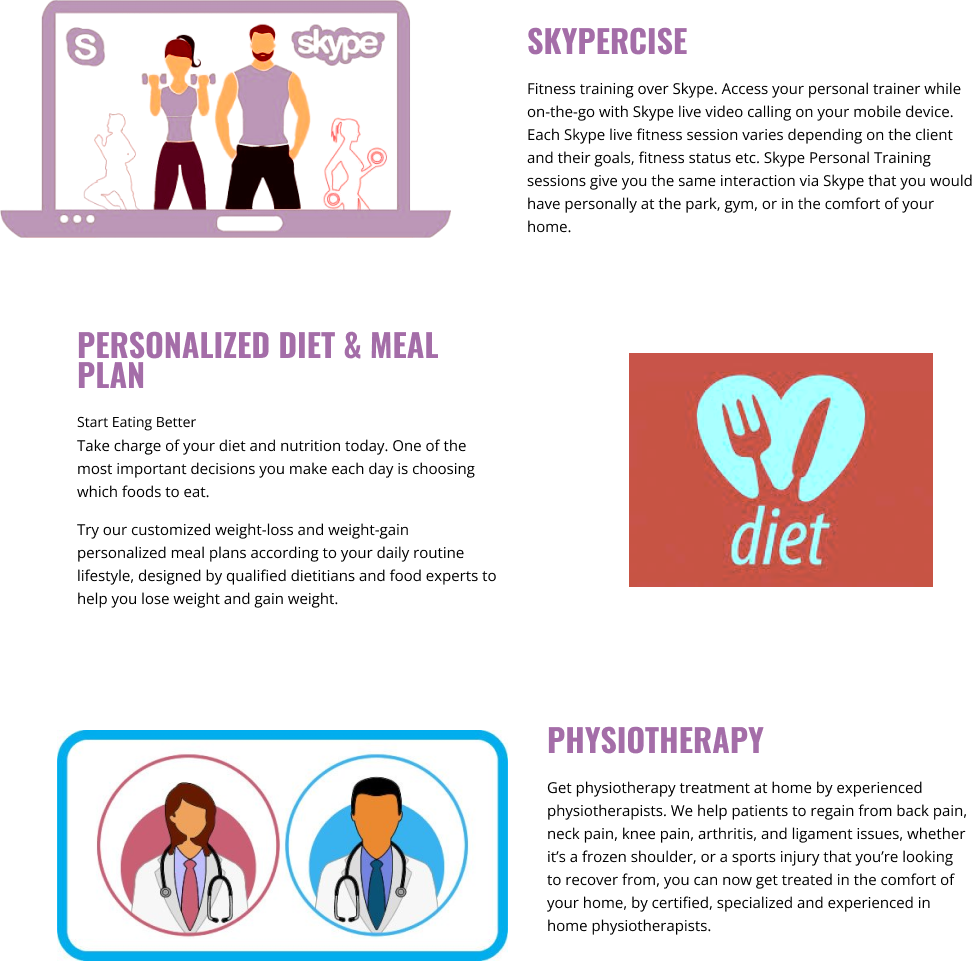 S
skype
SKYPERCISE
Fitness training over Skype. Access your personal trainer while
on-the-go with Skype live video calling on your mobile device.
Each Skype live fitness session varies depending on the client
and their goals, fitness status etc. Skype Personal Training
sessions give you the same interaction via Skype that you would
have personally at the park, gym, or in the comfort of your
home.
PERSONALIZED DIET & MEAL
PLAN
Start Eating Better
Take charge of your diet and nutrition today. One of the
most important decisions you make each day is choosing
which foods to eat.
Try our customized weight-loss and weight-gain
personalized meal plans according to your daily routine
lifestyle, designed by qualified dietitians and food experts to
help you lose weight and gain weight.
diet
PHYSIOTHERAPY
Get physiotherapy treatment at home by experienced
physiotherapists. We help patients to regain from back pain,
neck pain, knee pain, arthritis, and ligament issues, whether
it’s a frozen shoulder, or a sports injury that you’re looking
to recover from, you can now get treated in the comfort of
your home, by certified, specialized and experienced in
home physiotherapists.